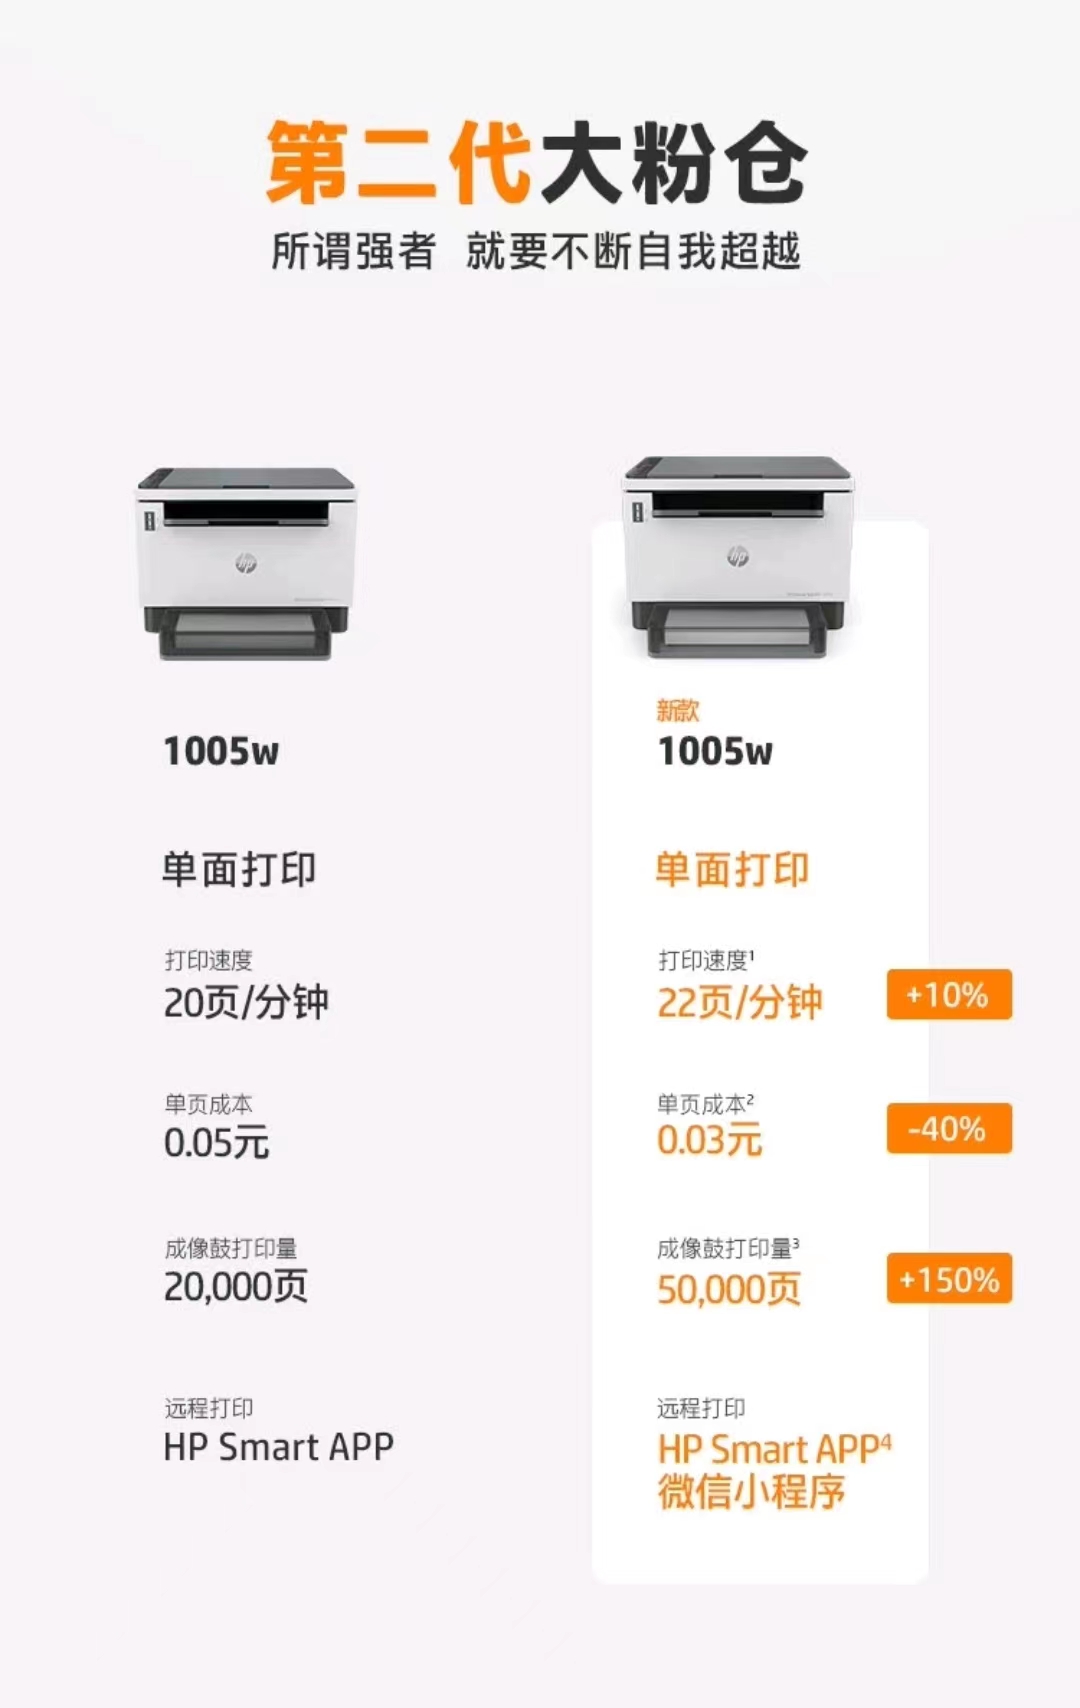 第二代大粉仓
所谓强者 就要不断自我超越
hp
hp
1005w
单面打印
打印速度
20页/分钟
单页成本
0.05元
成像鼓打印量
20,000页
远程打印
HP Smart APP
新款
1005w
单面打印
打印速度¹
22页/分钟
+10%
单页成本²
0.03元
-40%
成像鼓打印量³
50,000页
+150%
远程打印
HP Smart APP⁴
微信小程序